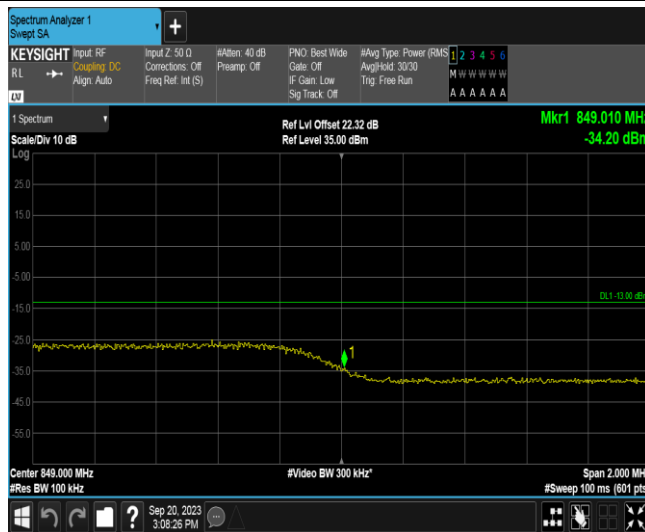 Spectrum Analyzer 1
Swept SA
+
KEYSIGHT
RL
Input: RF
Coupling: DC
Align: Auto
Input Z: 50 Ω
Corrections: Off
Freq Ref: Int (S)
#Atten: 40 dB
Preamp: Off
PNO: Best Wide
Gate: Off
IF Gain: Low
Sig Track: Off
#Avg Type: Power (RMS
Avg|Hold: 30/30
Trig: Free Run
1 2 3 4 5 6
M W W W W W
A A A A A A
LXI
1 Spectrum
Scale/Div 10 dB
Log
Ref Lvl Offset 22.32 dB
Ref Level 35.00 dBm
Mkr1 849.010 MHz
-34.20 dBm
25.0
15.0
5.00
-5.00
DL1 -13.00 dBm
-15.0
-25.0
1
-35.0
-45.0
-55.0
Center 849.000 MHz
#Res BW 100 kHz
#Video BW 300 kHz*
Span 2.000 MH
#Sweep 100 ms (601 pts
?
Sep 20, 2023
3:08:26 PM